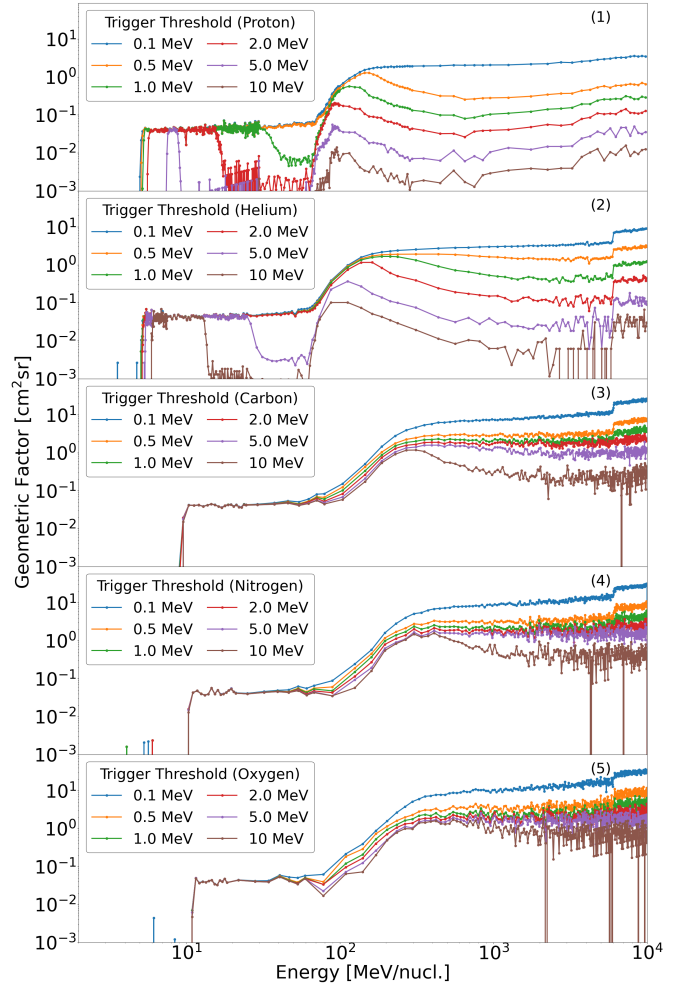 Geometric Factor [cm²sr]
Trigger Threshold (Proton)
0.1 MeV 2.0 MeV
0.5 MeV 5.0 MeV
1.0 MeV 10 MeV
(1)
10¹
10⁰
10⁻¹
10⁻²
10⁻³
Trigger Threshold (Helium)
0.1 MeV 2.0 MeV
0.5 MeV 5.0 MeV
1.0 MeV 10 MeV
(2)
10¹
10⁰
10⁻¹
10⁻²
10⁻³
Trigger Threshold (Carbon)
0.1 MeV 2.0 MeV
0.5 MeV 5.0 MeV
1.0 MeV 10 MeV
(3)
10¹
10⁰
10⁻¹
10⁻²
10⁻³
Trigger Threshold (Nitrogen)
0.1 MeV 2.0 MeV
0.5 MeV 5.0 MeV
1.0 MeV 10 MeV
(4)
10¹
10⁰
10⁻¹
10⁻²
10⁻³
Trigger Threshold (Oxygen)
0.1 MeV 2.0 MeV
0.5 MeV 5.0 MeV
1.0 MeV 10 MeV
(5)
10¹
10⁰
10⁻¹
10⁻²
10⁻³
10¹ 10² 10³ 10⁴
Energy [MeV/nucl.]